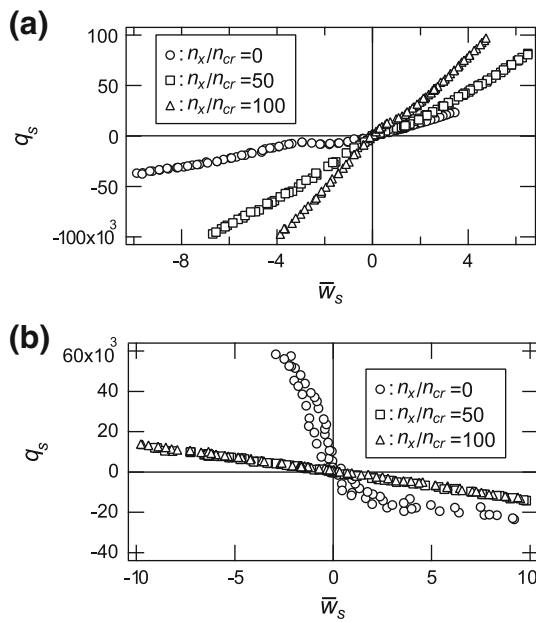 (a)
100
50
0
-50
-100x10³
q_s
○ : n_x/n_cr = 0
□ : n_x/n_cr = 50
△ : n_x/n_cr = 100
-8 -4 0 4
w̅_s
(b)
60x10³
40
20
0
-20
-40
q_s
○ : n_x/n_cr = 0
□ : n_x/n_cr = 50
△ : n_x/n_cr = 100
-10 -5 0 5 10
w̅_s